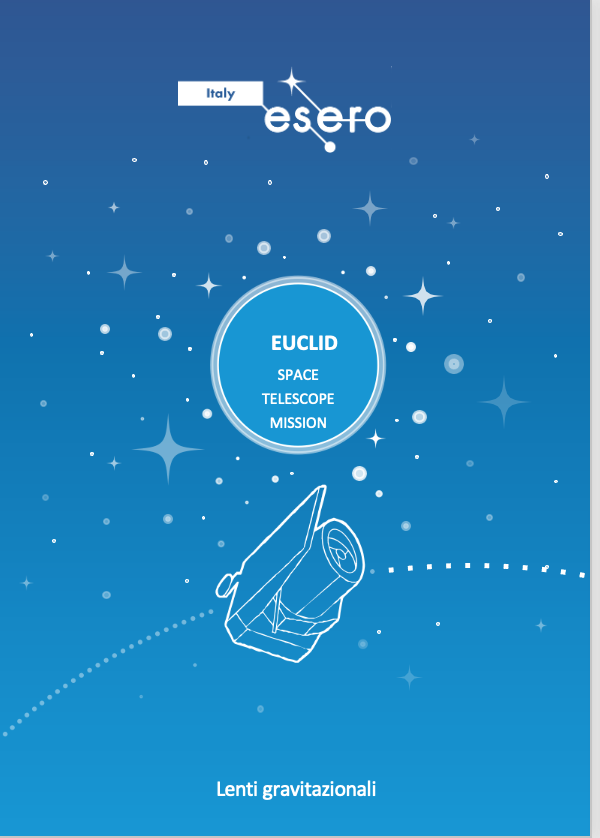 Italy
esero
EUCLID
SPACE
TELESCOPE
MISSION
Lenti gravitazionali